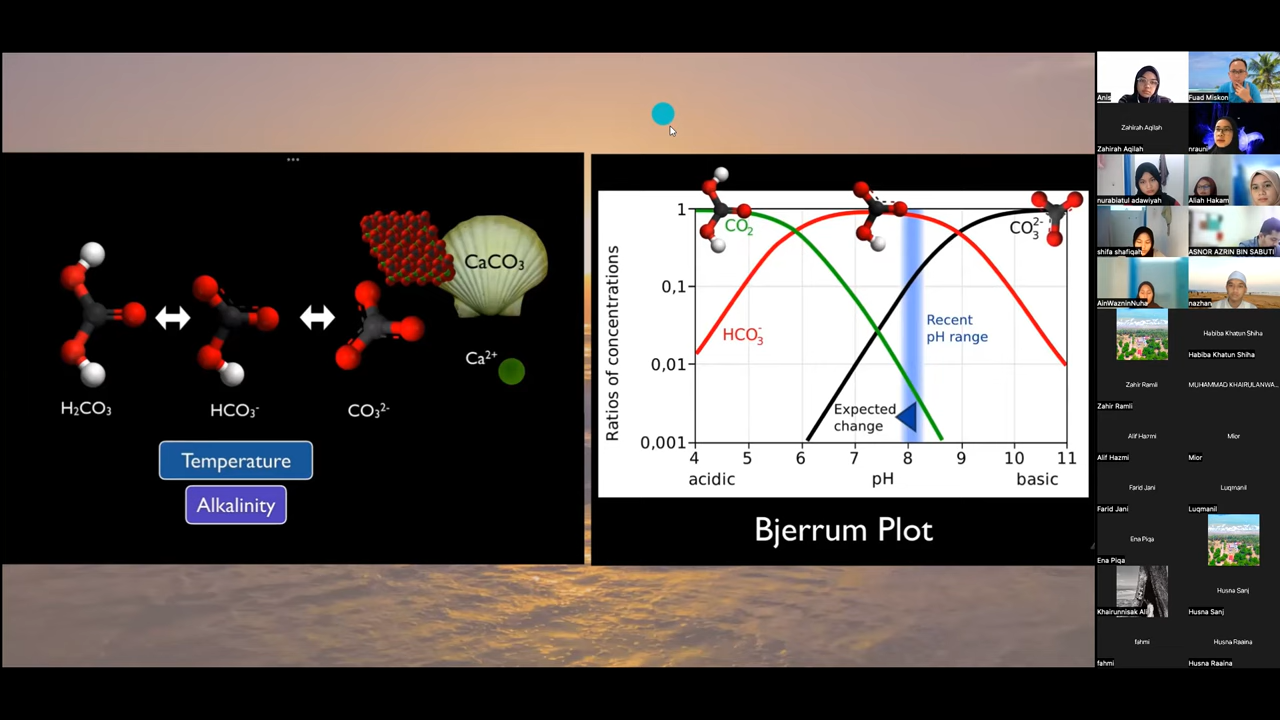 CaCO₃
Ca²⁺
H₂CO₃
HCO₃⁻
CO₃²⁻
Temperature
Alkalinity
Ratios of concentrations
1
0,1
0,01
0,001
CO₂
HCO₃⁻
CO₃²⁻
Recent
pH range
Expected
change
4 5 6 7 8 9 10 11
acidic pH basic
Bjerrum Plot
Anis
Fuad Miskon
Zahirah Aqilah
Zahirah Aqilah
nrauni
nurabiatul adawiyah
Aliah Hakam
shifa shafiqah
ASNOR AZRIN BIN SABUTI
AinWazninNuha
nazhan
Habiba Khatun Shiha
Habiba Khatun Shiha
Zahir Ramli
MUHAMMAD KHAIRULANWA...
Zahir Ramli
Alif Hazmi
Mior
Alif Hazmi
Mior
Farid Jani
Luqmanil
Farid Jani
Luqmanil
Ena Piqa
Ena Piqa
Husna Sanj
Khairunnisak Ali
Husna Sanj
fahmi
Husna Raaina
fahmi
Husna Raaina